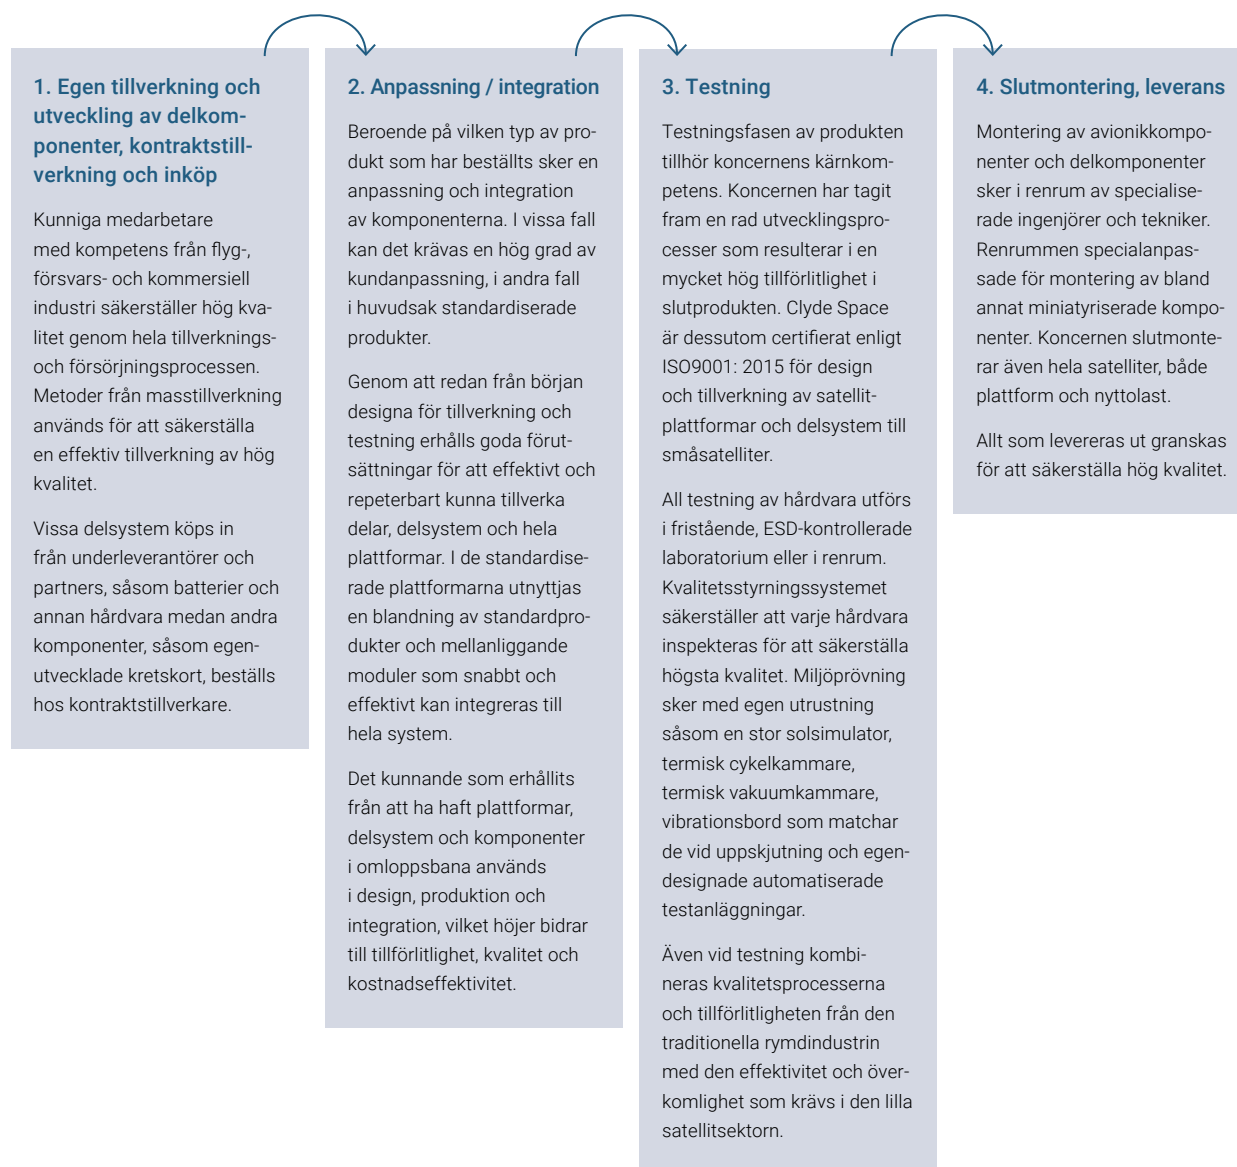 1. Egen tillverkning och
utveckling av delkom-
ponenter, kontraktstill-
verkning och inköp
Kunniga medarbetare
med kompetens från flyg-,
försvars- och kommersiell
industri säkerställer hög kva-
litet genom hela tillverknings-
och försörjningsprocessen.
Metoder från masstillverkning
används för att säkerställa
en effektiv tillverkning av hög
kvalitet.
Vissa delsystem köps in
från underleverantörer och
partners, såsom batterier och
annan hårdvara medan andra
komponenter, såsom egen-
utvecklade kretskort, beställs
hos kontraktstillverkare.
2. Anpassning / integration
Beroende på vilken typ av pro-
dukt som har beställts sker en
anpassning och integration
av komponenterna. I vissa fall
kan det krävas en hög grad av
kundanpassning, i andra fall
i huvudsak standardiserade
produkter.
Genom att redan från början
designa för tillverkning och
testning erhålls goda förut-
sättningar för att effektivt och
repeterbart kunna tillverka
delar, delsystem och hela
plattformar. I de standardise-
rade plattformarna utnyttjas
en blandning av standardpro-
dukter och mellanliggande
moduler som snabbt och
effektivt kan integreras till
hela system.
Det kunnande som erhållits
från att ha haft plattformar,
delsystem och komponenter
i omloppsbana används
i design, produktion och
integration, vilket höjer bidrar
till tillförlitlighet, kvalitet och
kostnadseffektivitet.
3. Testning
Testningsfasen av produkten
tillhör koncernens kärnkom-
petens. Koncernen har tagit
fram en rad utvecklingspro-
cesser som resulterar i en
mycket hög tillförlitlighet i
slutprodukten. Clyde Space
är dessutom certifierat enligt
ISO9001: 2015 för design
och tillverkning av satellit-
plattformar och delsystem till
småsatelliter.
All testning av hårdvara utförs
i fristående, ESD-kontrollerade
laboratorium eller i renrum.
Kvalitetsstyrningssystemet
säkerställer att varje hårdvara
inspekteras för att säkerställa
högsta kvalitet. Miljöprövning
sker med egen utrustning
såsom en stor solsimulator,
termisk cykelkammare,
termisk vakuumkammare,
vibrationsbord som matchar
de vid uppskjutning och egen-
designade automatiserade
testanläggningar.
Även vid testning kombi-
neras kvalitetsprocesserna
och tillförlitligheten från den
traditionella rymdindustrin
med den effektivitet och över-
komlighet som krävs i den lilla
satellitsektorn.
4. Slutmontering, leverans
Montering av avionikkompo-
nenter och delkomponenter
sker i renrum av specialise-
rade ingenjörer och tekniker.
Renrummen specialanpas-
sade för montering av bland
annat miniatyriserade kompo-
nenter. Koncernen slutmonte-
rar även hela satelliter, både
plattform och nyttolast.
Allt som levereras ut granskas
för att säkerställa hög kvalitet.